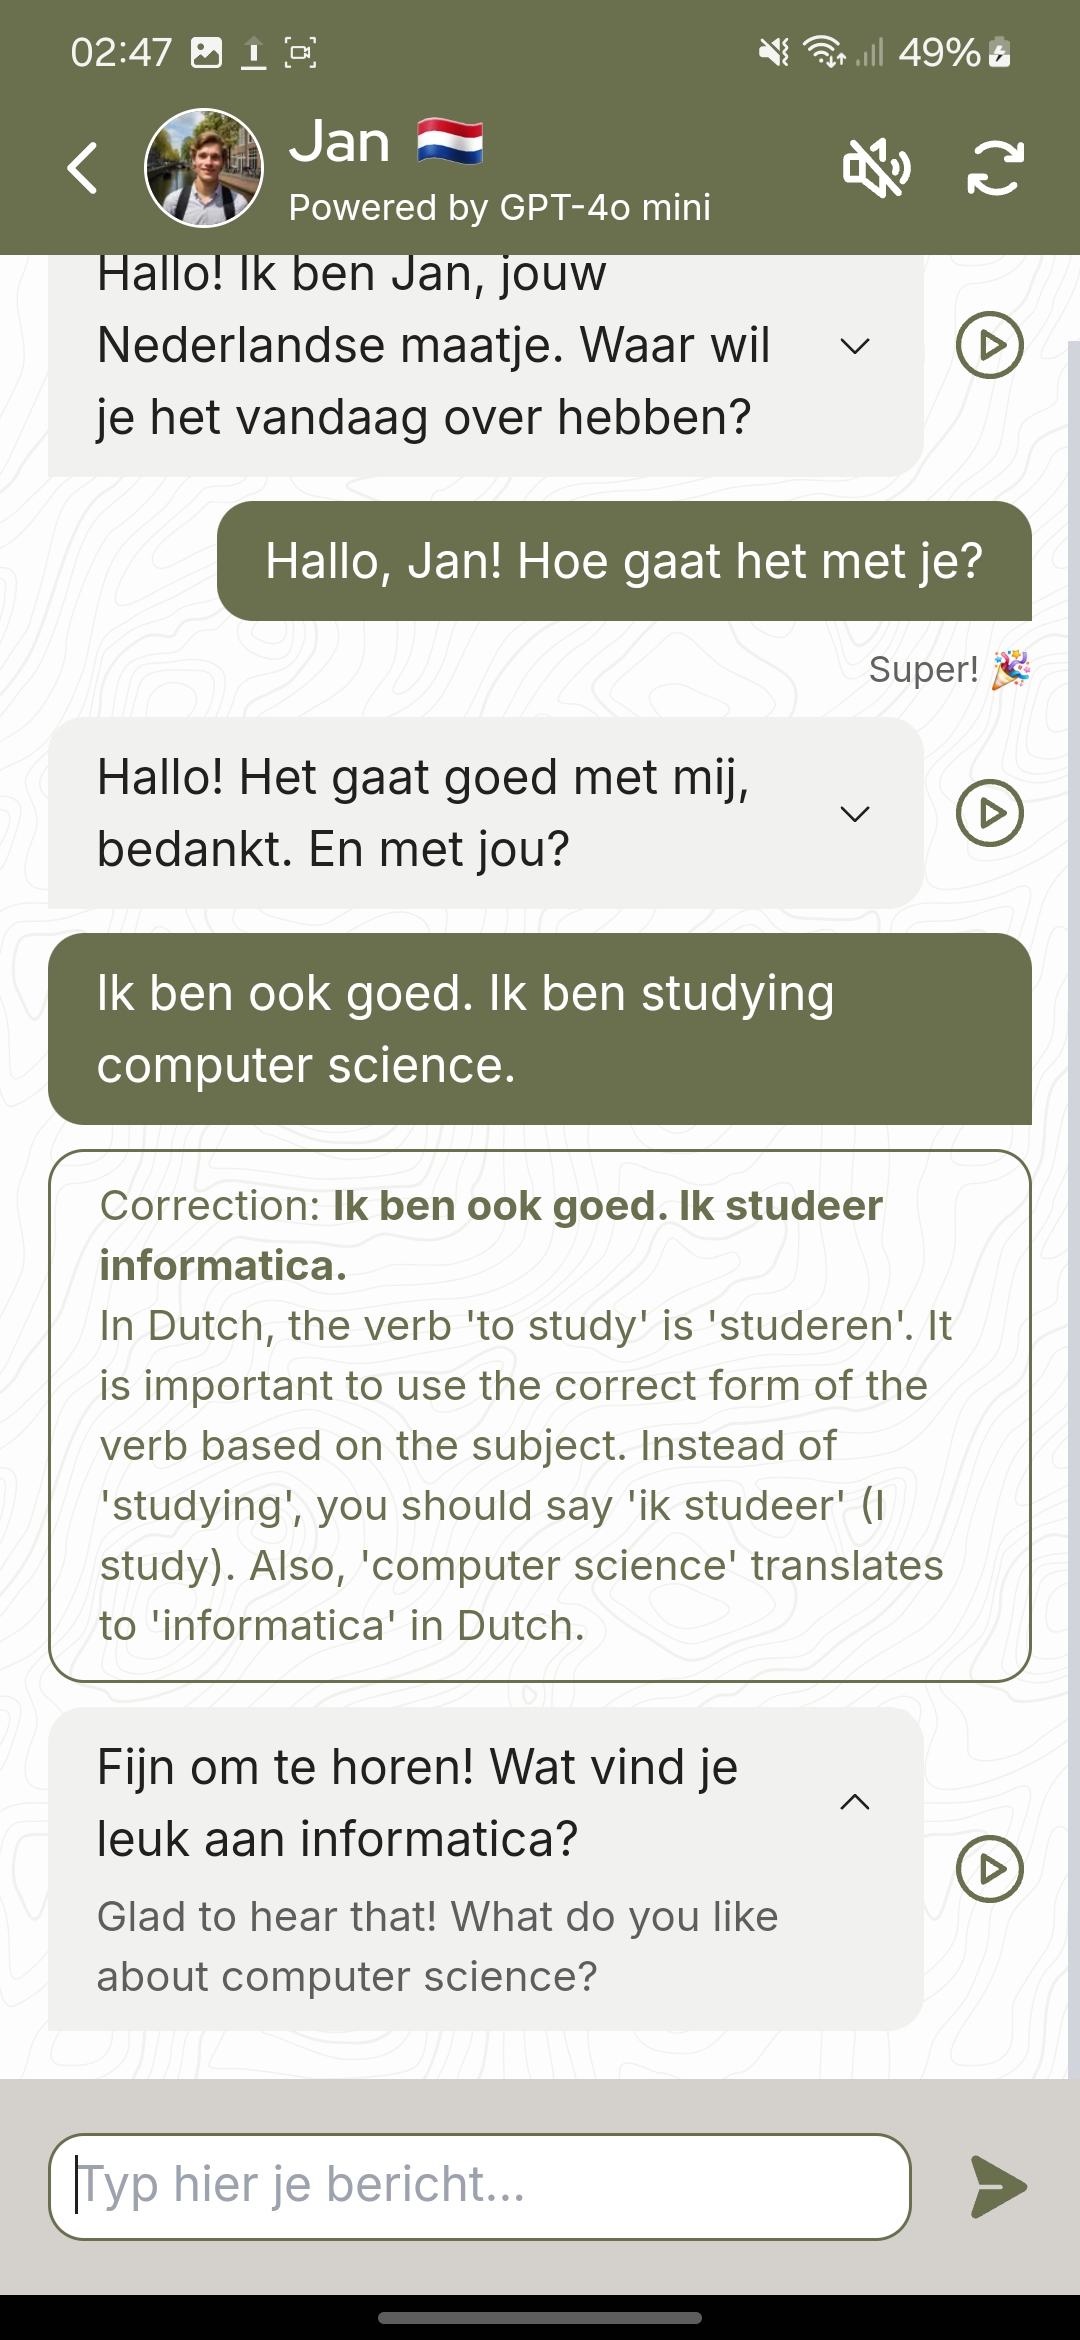 02:47
49%
Jan
Powered by GPT-4o mini
Hallo! Ik ben Jan, jouw
Nederlandse maatje. Waar wil
je het vandaag over hebben?
Hallo, Jan! Hoe gaat het met je?
Super! 🎉
Hallo! Het gaat goed met mij,
bedankt. En met jou?
Ik ben ook goed. Ik ben studying
computer science.
Correction: Ik ben ook goed. Ik studeer
informatica.
In Dutch, the verb 'to study' is 'studeren'. It
is important to use the correct form of the
verb based on the subject. Instead of
'studying', you should say 'ik studeer' (I
study). Also, 'computer science' translates
to 'informatica' in Dutch.
Fijn om te horen! Wat vind je
leuk aan informatica?
Glad to hear that! What do you like
about computer science?
Typ hier je bericht...